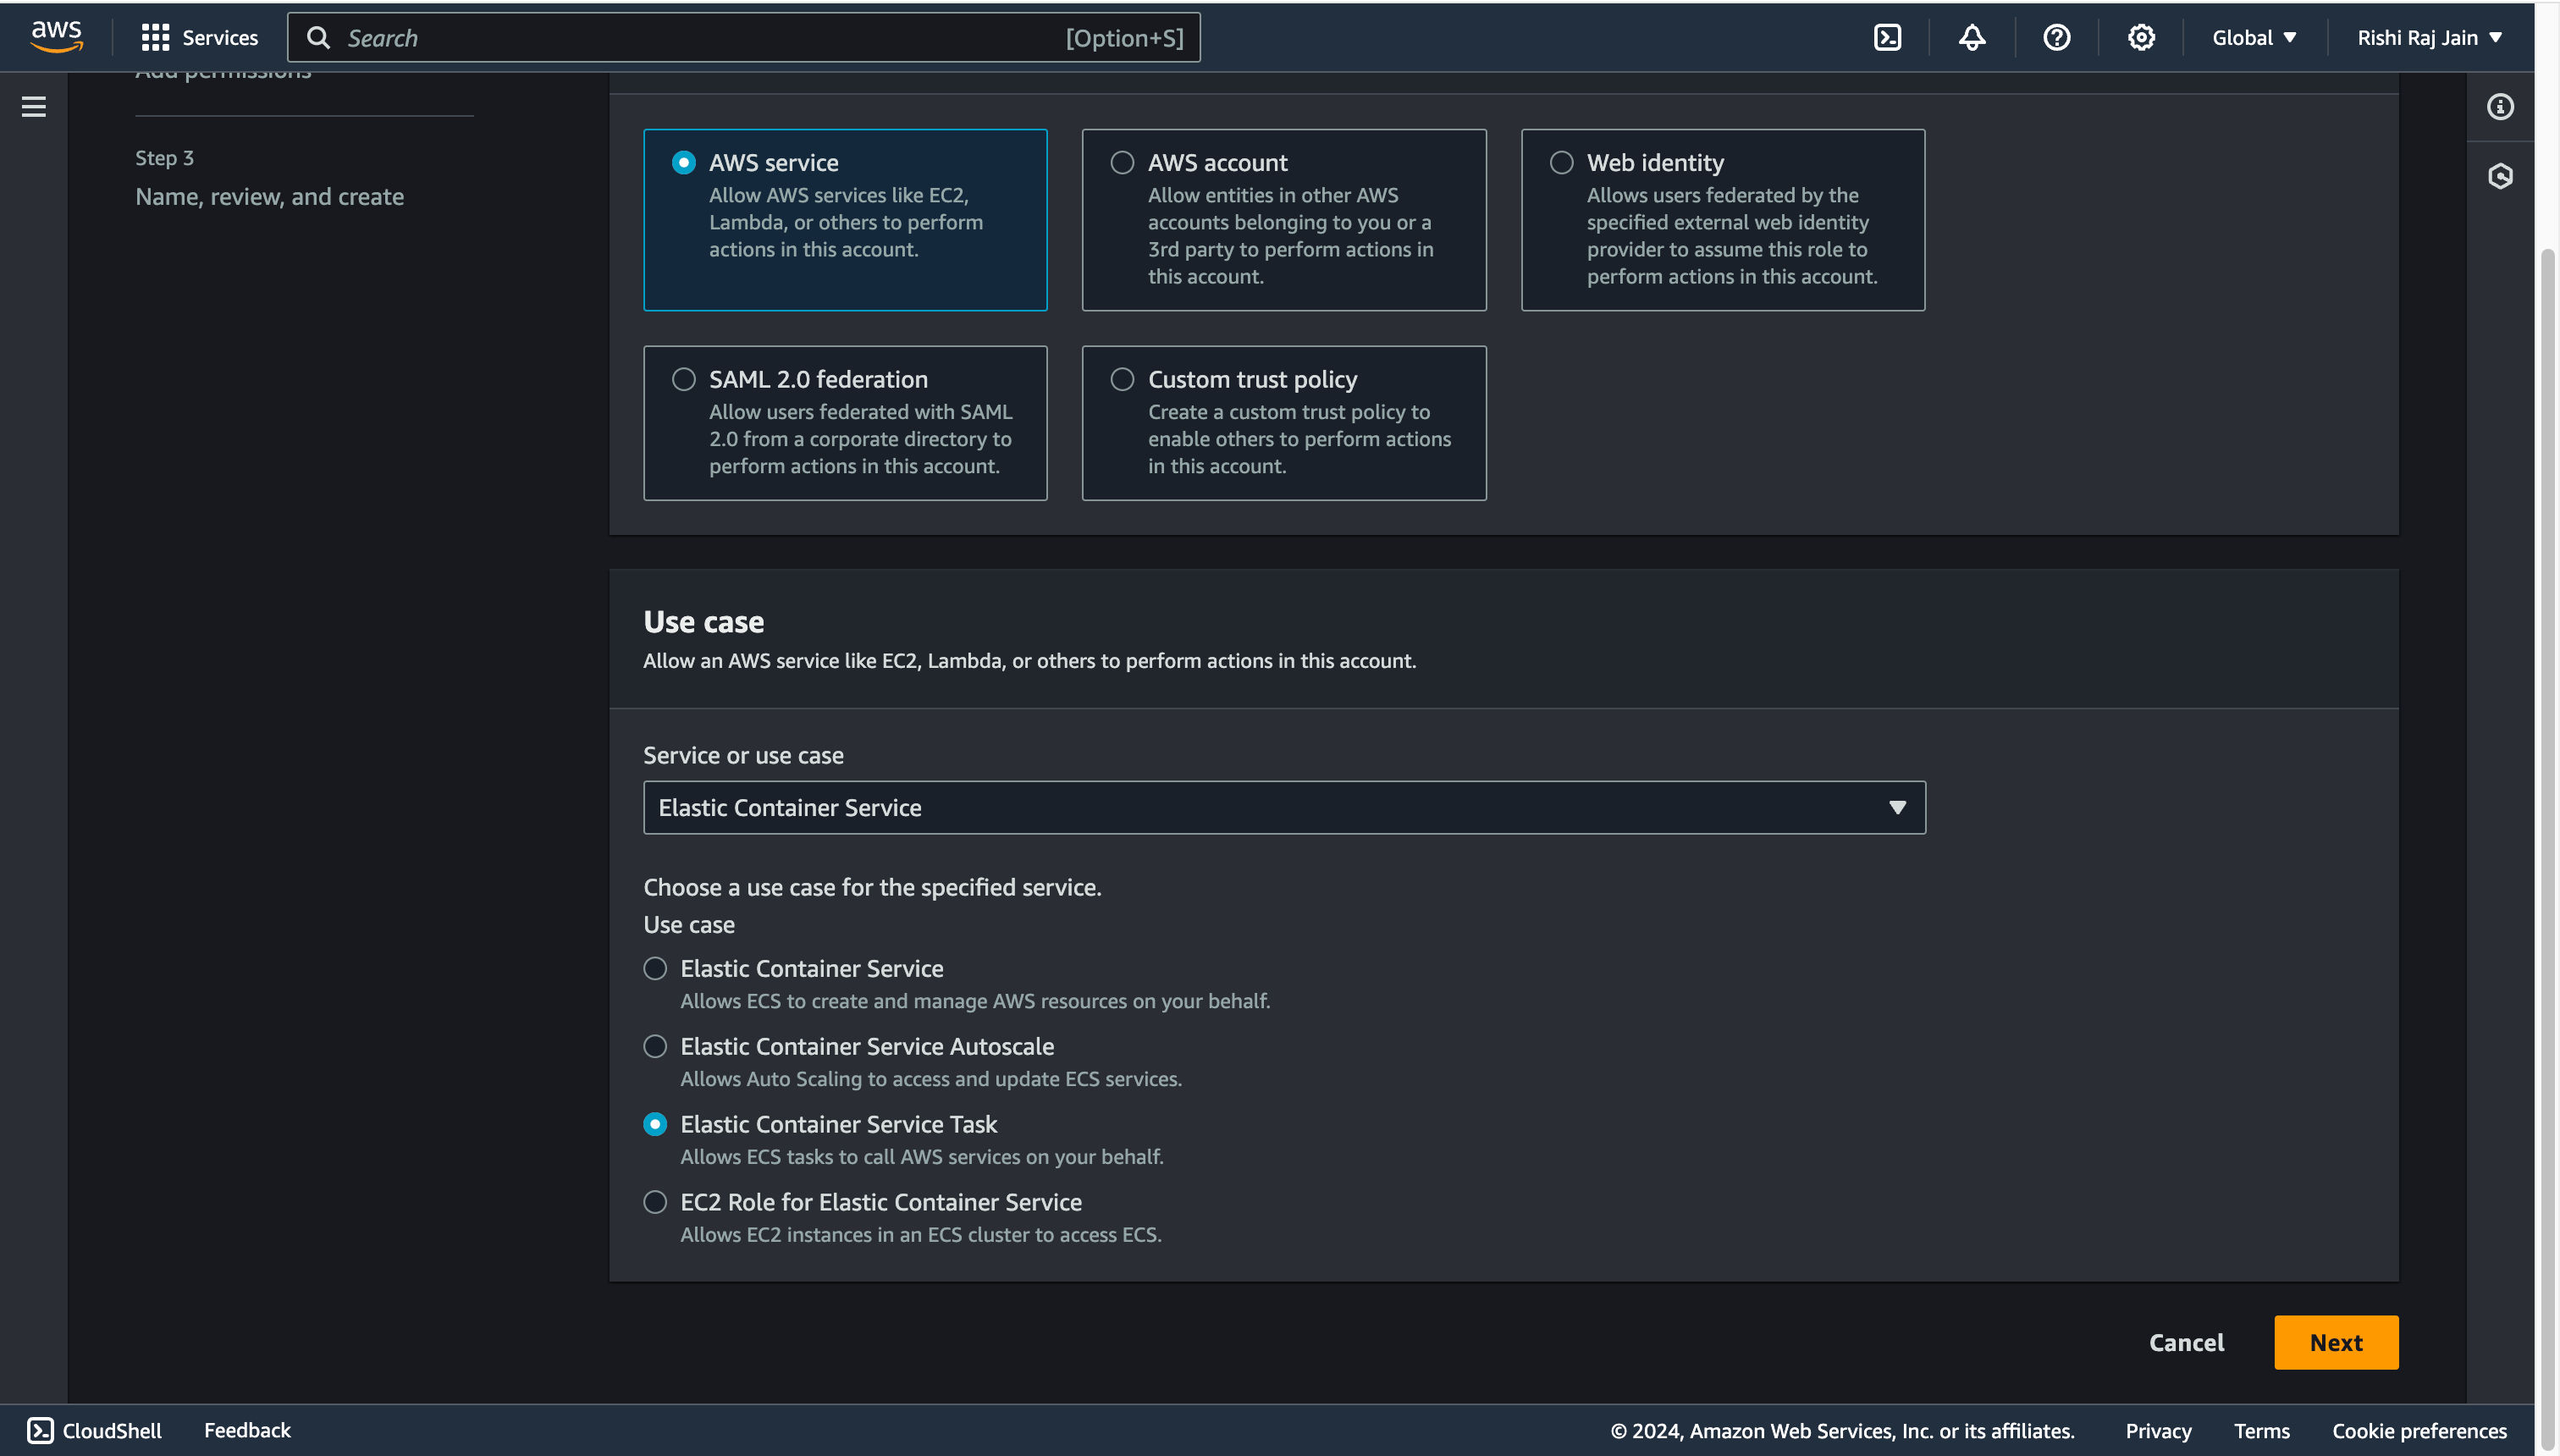 aws
Services
Search
[Option+S]
Global
Rishi Raj Jain
Add permissions
Step 3
Name, review, and create
AWS service
Allow AWS services like EC2,
Lambda, or others to perform
actions in this account.
AWS account
Allow entities in other AWS
accounts belonging to you or a
3rd party to perform actions in
this account.
Web identity
Allows users federated by the
specified external web identity
provider to assume this role to
perform actions in this account.
SAML 2.0 federation
Allow users federated with SAML
2.0 from a corporate directory to
perform actions in this account.
Custom trust policy
Create a custom trust policy to
enable others to perform actions
in this account.
Use case
Allow an AWS service like EC2, Lambda, or others to perform actions in this account.
Service or use case
Elastic Container Service
Choose a use case for the specified service.
Use case
Elastic Container Service
Allows ECS to create and manage AWS resources on your behalf.
Elastic Container Service Autoscale
Allows Auto Scaling to access and update ECS services.
Elastic Container Service Task
Allows ECS tasks to call AWS services on your behalf.
EC2 Role for Elastic Container Service
Allows EC2 instances in an ECS cluster to access ECS.
Cancel
Next
CloudShell
Feedback
© 2024, Amazon Web Services, Inc. or its affiliates.
Privacy
Terms
Cookie preferences